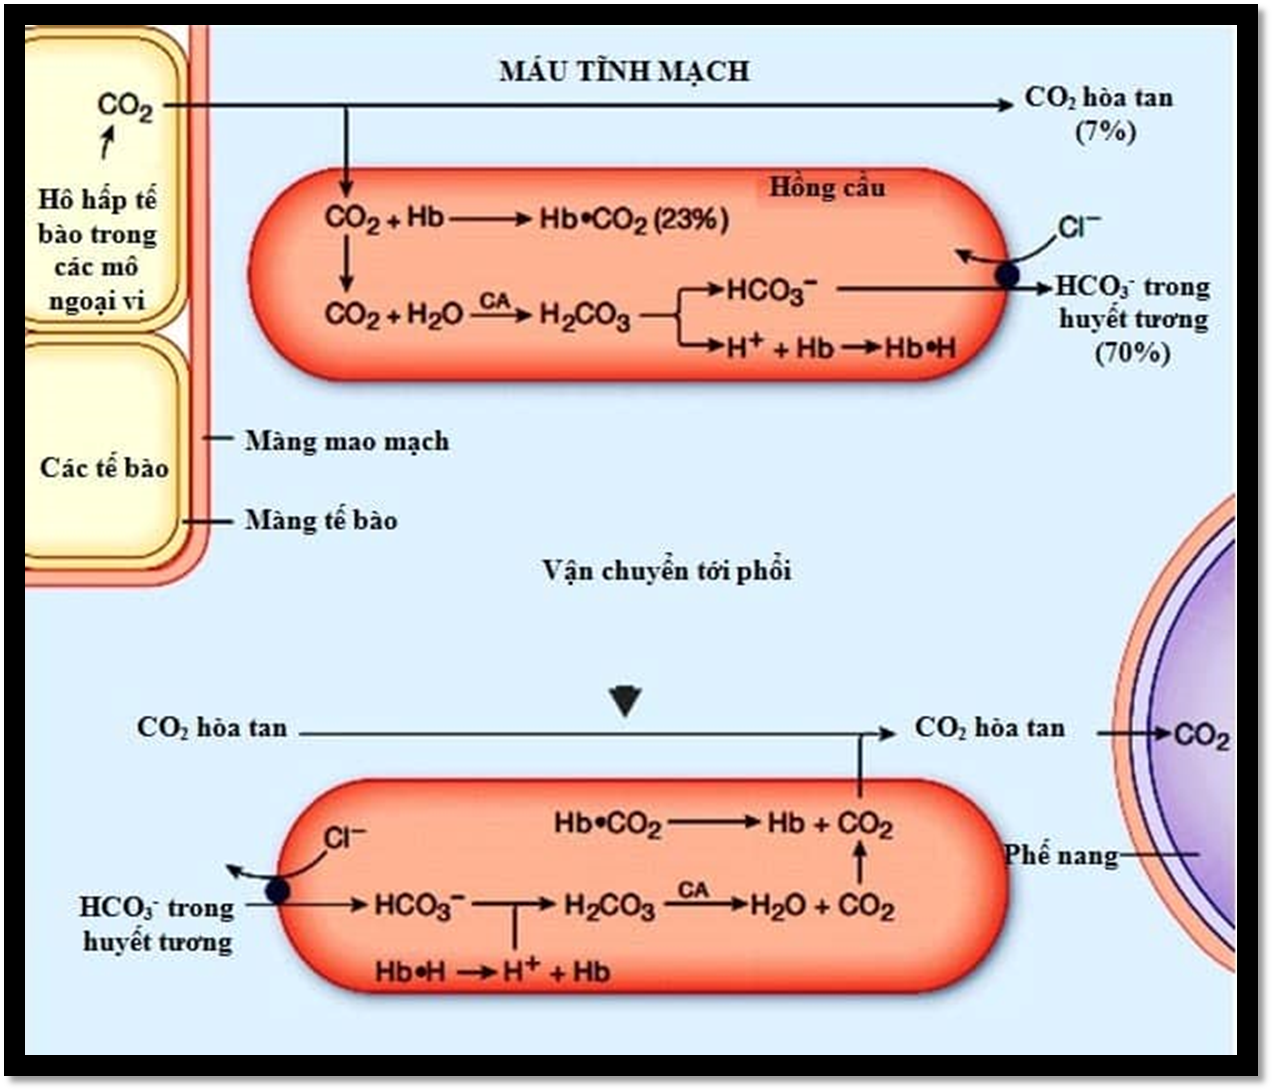 MÁU TĨNH MẠCH
CO₂
CO₂ hòa tan
(7%)
Hô hấp tế
bào trong
các mô
ngoại vi
Hồng cầu
CO₂ + Hb → Hb•CO₂ (23%)
Cl⁻
CO₂ + H₂O CA → H₂CO₃
HCO₃⁻
H⁺ + Hb → Hb•H
HCO₃⁻ trong
huyết tương
(70%)
Màng mao mạch
Các tế bào
Màng tế bào
Vận chuyển tới phổi
CO₂ hòa tan
CO₂ hòa tan
CO₂
Hb•CO₂ → Hb + CO₂
Cl⁻
Phế nang
HCO₃⁻ trong
huyết tương
HCO₃⁻ → H₂CO₃ CA → H₂O + CO₂
Hb•H → H⁺ + Hb